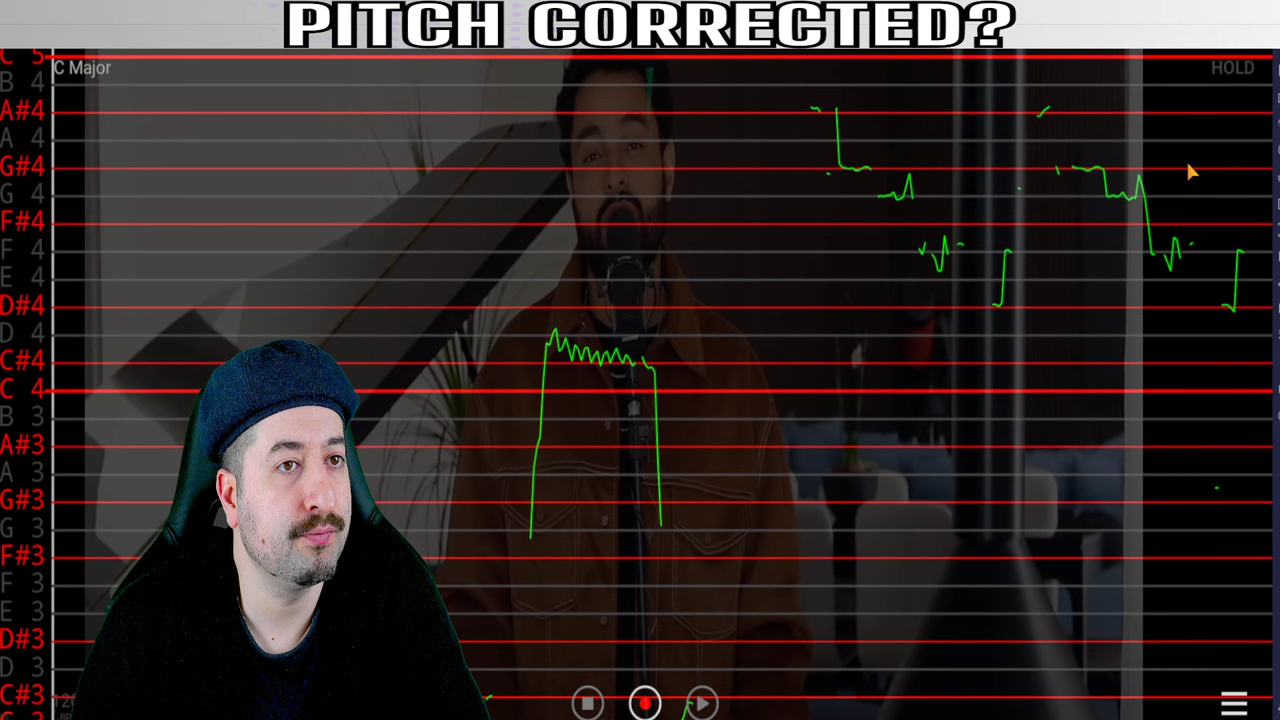 PITCH CORRECTED?
C 5
C Major
HOLD
B 4
A#4
A 4
G#4
G 4
F#4
F 4
E 4
D#4
D 4
C#4
C 4
B 3
A#3
A 3
G#3
G 3
F#3
F 3
E 3
D#3
D 3
C#3